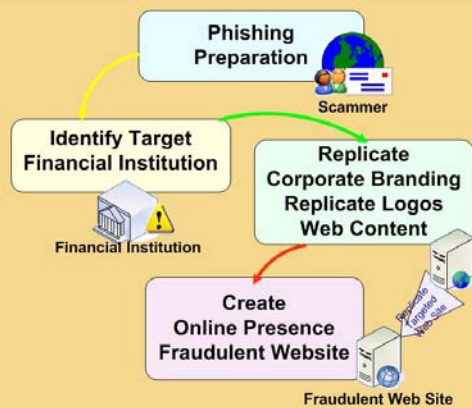 Phishing
Preparation
Scammer
Identify Target
Financial Institution
Financial Institution
Replicate
Corporate Branding
Replicate Logos
Web Content
Replicate
Targeted
Web Site
Create
Online Presence
Fraudulent Website
Fraudulent Web Site